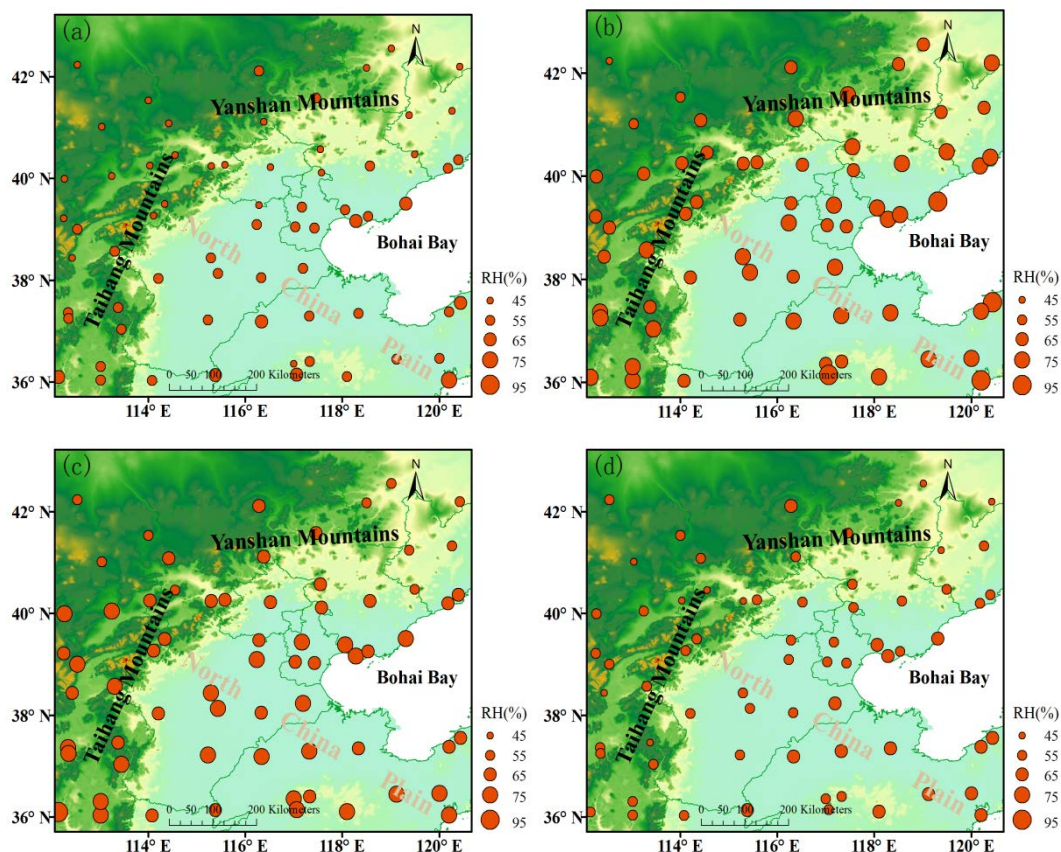 (a)
N
42° N
Yanshan Mountains
40° N
Taihang Mountains
North
China
Plain
Bohai Bay
38° N
36° N
RH(%)
45
55
65
75
95
0 50 100 200 Kilometers
114° E 116° E 118° E 120° E
(b)
N
42° N
Yanshan Mountains
40° N
Taihang Mountains
North
China
Plain
Bohai Bay
38° N
36° N
RH(%)
45
55
65
75
95
0 50 100 200 Kilometers
114° E 116° E 118° E 120° E
(c)
N
42° N
Yanshan Mountains
40° N
Taihang Mountains
North
China
Plain
Bohai Bay
38° N
36° N
RH(%)
45
55
65
75
95
0 50 100 200 Kilometers
114° E 116° E 118° E 120° E
(d)
N
42° N
Yanshan Mountains
40° N
Taihang Mountains
North
China
Plain
Bohai Bay
38° N
36° N
RH(%)
45
55
65
75
95
0 50 100 200 Kilometers
114° E 116° E 118° E 120° E